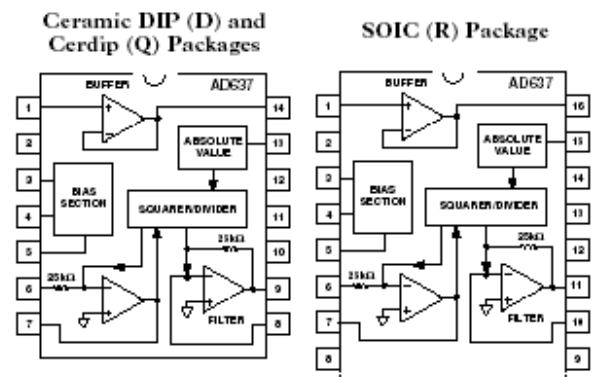 Ceramic DIP (D) and
Cerdip (Q) Packages
BUFFER
AD637
1
14
2
ABSOLUTE
VALUE
13
3
12
BIAS
SECTION
4
SQUARER/DIVIDER
11
5
25kΩ
10
25kΩ
6
9
7
FILTER
8
SOIC (R) Package
BUFFER
AD637
1
16
2
ABSOLUTE
VALUE
15
3
14
BIAS
SECTION
4
SQUARER/DIVIDER
13
5
25kΩ
12
25kΩ
6
11
7
FILTER
10
8
9